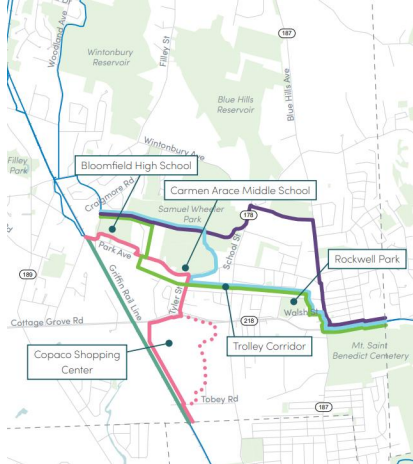 187
Woodland Ave
Wintonbury
Reservoir
Filley St
Blue Hills Ave
Blue Hills
Reservoir
Wintonbury Ave
Filley
Park
Bloomfield High School
Craigmore Rd
Carmen Arace Middle School
Samuel Wheeler
Park
178
School St
Park Ave
Rockwell Park
189
Griffin Rail Line
Tyler St
Walsh St
Cottage Grove Rd
218
Trolley Corridor
Mt. Saint
Benedict Cemetery
Copaco Shopping
Center
Tobey Rd
187